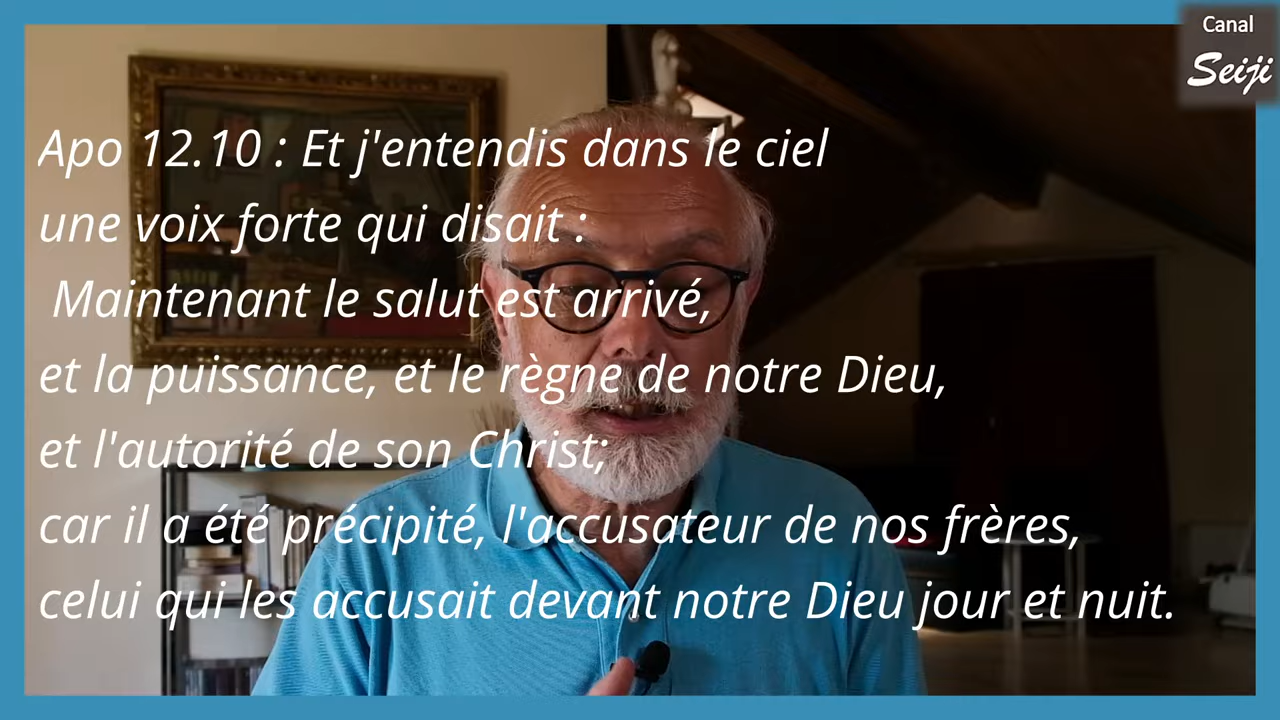 Canal
Seiji
Apo 12.10 : Et j'entendis dans le ciel
une voix forte qui disait :
Maintenant le salut est arrivé,
et la puissance, et le règne de notre Dieu,
et l'autorité de son Christ;
car il a été précipité, l'accusateur de nos frères,
celui qui les accusait devant notre Dieu jour et nuit.